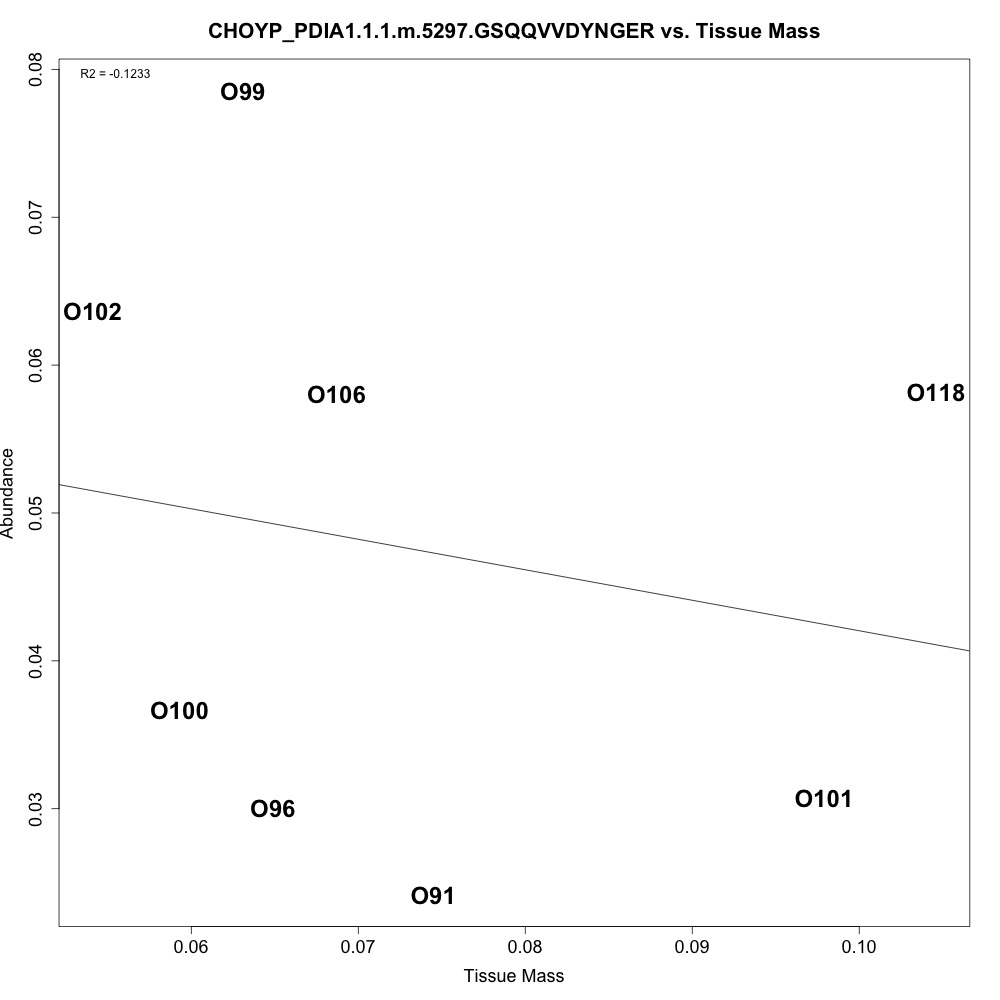 CHOYP_PDIA1.1.1.m.5297.GSQQVVDYNGER vs. Tissue Mass
R2 = -0.1233
0.08
O99
0.07
O102
0.06
O106
O118
Abundance
0.05
0.04
O100
0.03
O96
O101
O91
0.06 0.07 0.08 0.09 0.10
Tissue Mass